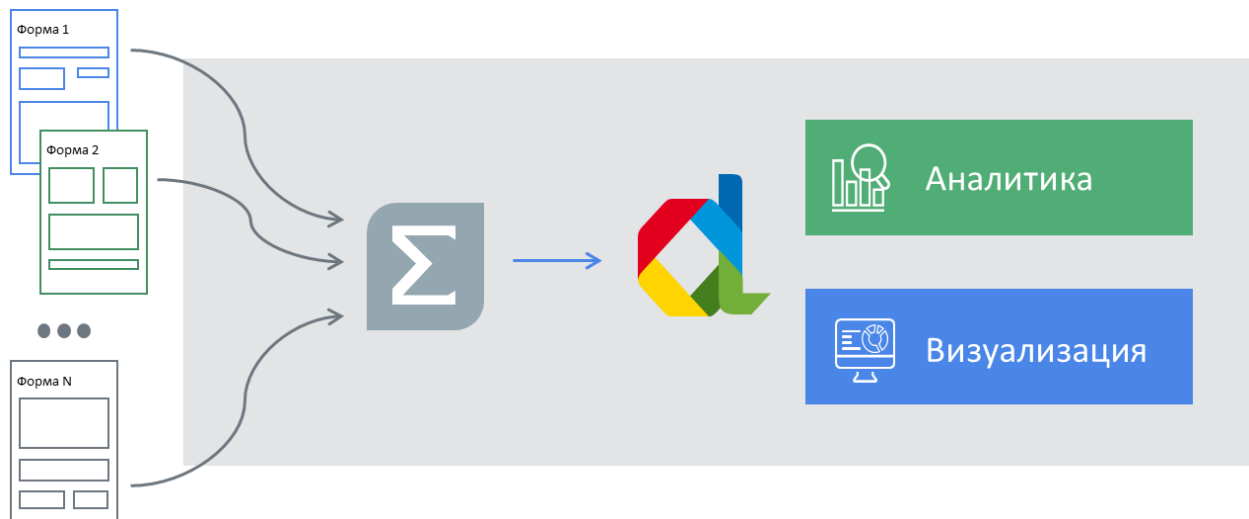 Форма 1
Форма 2
Форма N
Σ
Аналитика
Визуализация